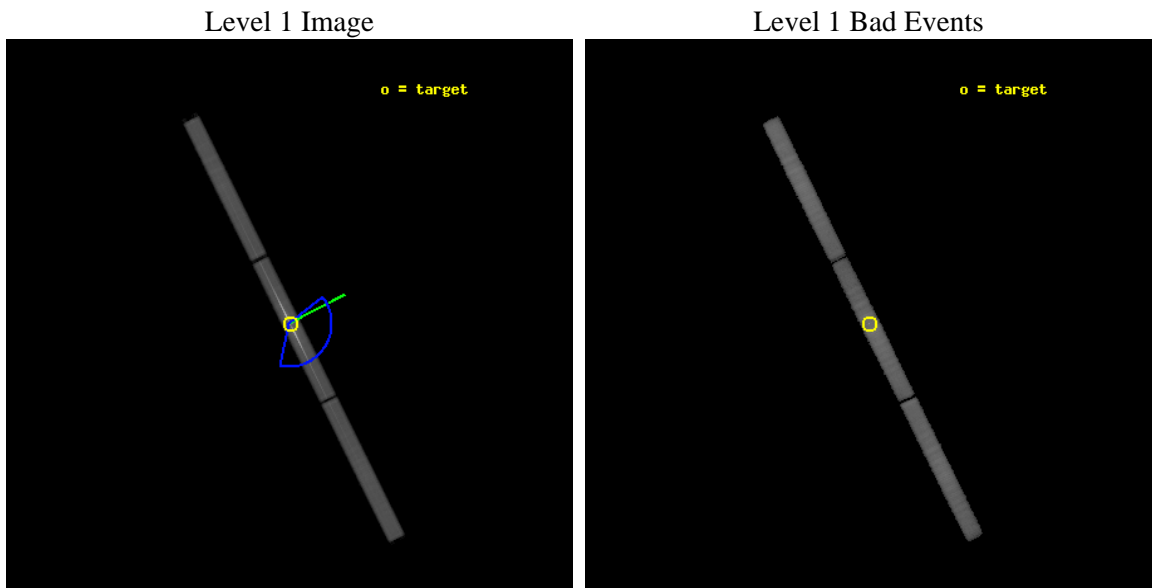 Level 1 Image
Level 1 Bad Events
o = target
o = target